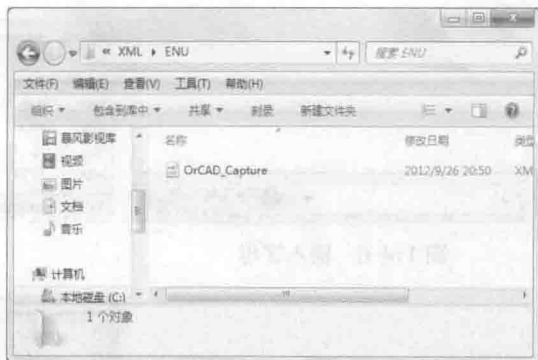 « XML ▸ ENU
搜索 ENU
文件(F) 编辑(E) 查看(V) 工具(T) 帮助(H)
组织 包含到库中 共享 刻录 新建文件夹
暴风影视库
视频
图片
文档
音乐
计算机
本地磁盘 (C:)
名称 修改日期 类型
OrCAD_Capture 2012/9/26 20:50 XM
1 个对象